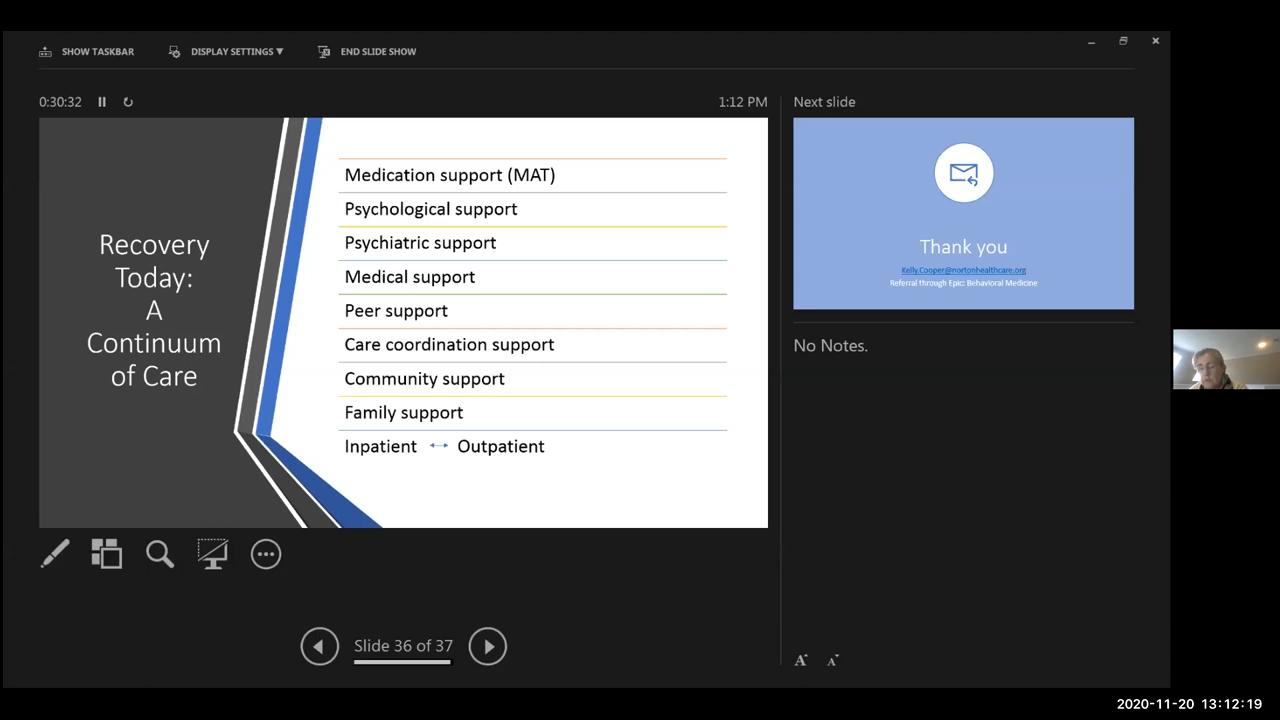 SHOW TASKBAR
DISPLAY SETTINGS ▼
END SLIDE SHOW
0:30:32
1:12 PM
Next slide
Recovery
Today:
A
Continuum
of Care
Medication support (MAT)
Psychological support
Psychiatric support
Medical support
Peer support
Care coordination support
Community support
Family support
Inpatient ↔ Outpatient
Thank you
Kelly.Cooper@nortonhealthcare.org
Referral through Epic: Behavioral Medicine
No Notes.
Slide 36 of 37
A A
2020-11-20 13:12:19